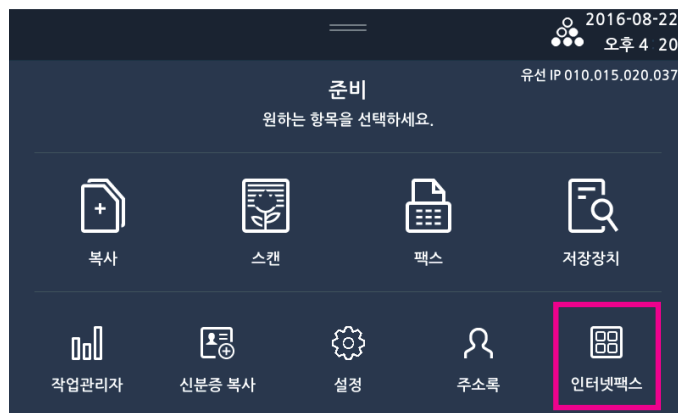 2016-08-22
오후 4 20
유선 IP 010.015.020.037
준비
원하는 항목을 선택하세요.
복사
스캔
팩스
저장장치
작업관리자
신분증 복사
설정
주소록
인터넷팩스